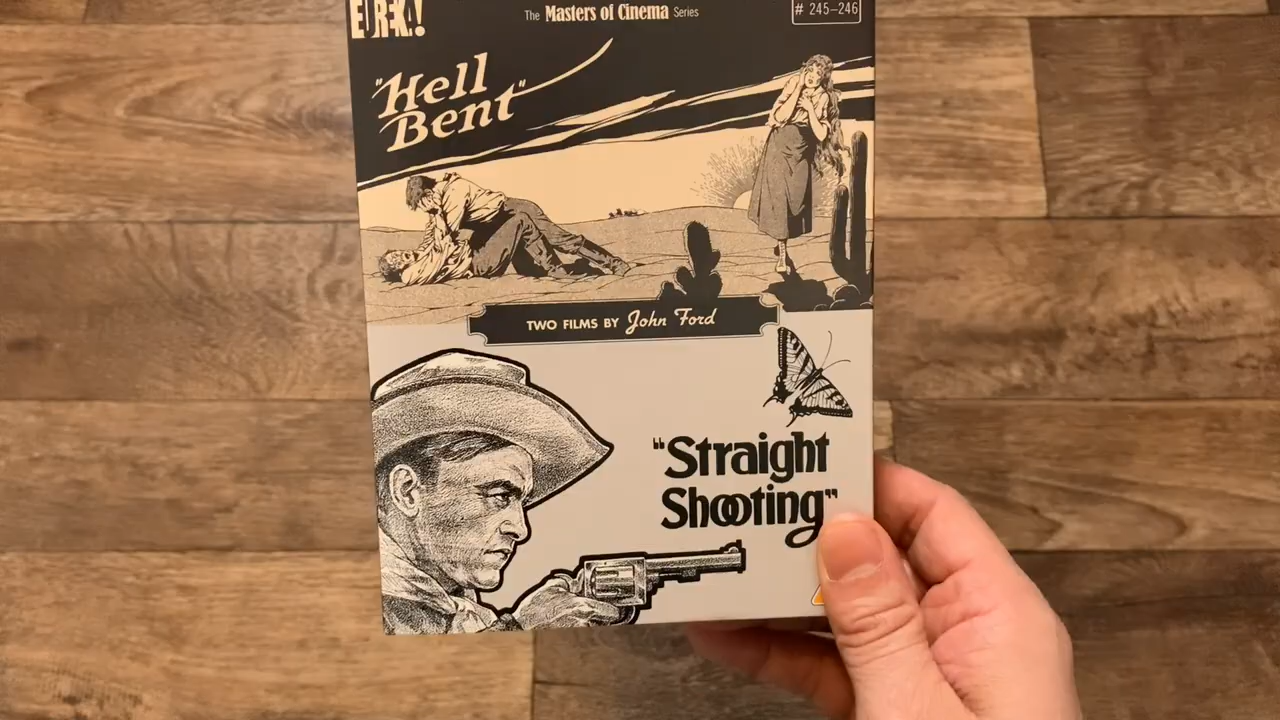 EUREKA!
The Masters of Cinema Series
# 245–246
"Hell
Bent"
TWO FILMS BY John Ford
"Straight
Shooting"